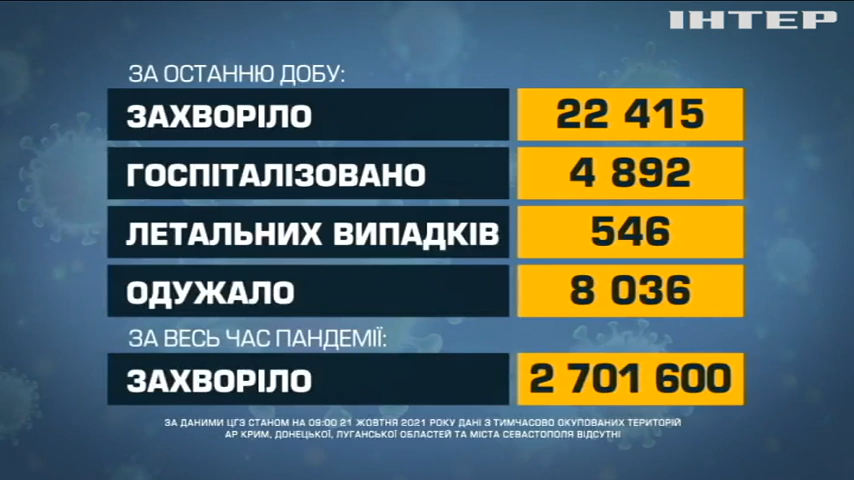 ІНТЕР
ЗА ОСТАННЮ ДОБУ:
ЗАХВОРІЛО 22 415
ГОСПІТАЛІЗОВАНО 4 892
ЛЕТАЛЬНИХ ВИПАДКІВ 546
ОДУЖАЛО 8 036
ЗА ВЕСЬ ЧАС ПАНДЕМІЇ:
ЗАХВОРІЛО 2 701 600
ЗА ДАНИМИ ЦГЗ СТАНОМ НА 09:00 21 ЖОВТНЯ 2021 РОКУ ДАНІ З ТИМЧАСОВО ОКУПОВАНИХ ТЕРИТОРІЙ
АР КРИМ, ДОНЕЦЬКОЇ, ЛУГАНСЬКОЇ ОБЛАСТЕЙ ТА МІСТА СЕВАСТОПОЛЯ ВІДСУТНІ